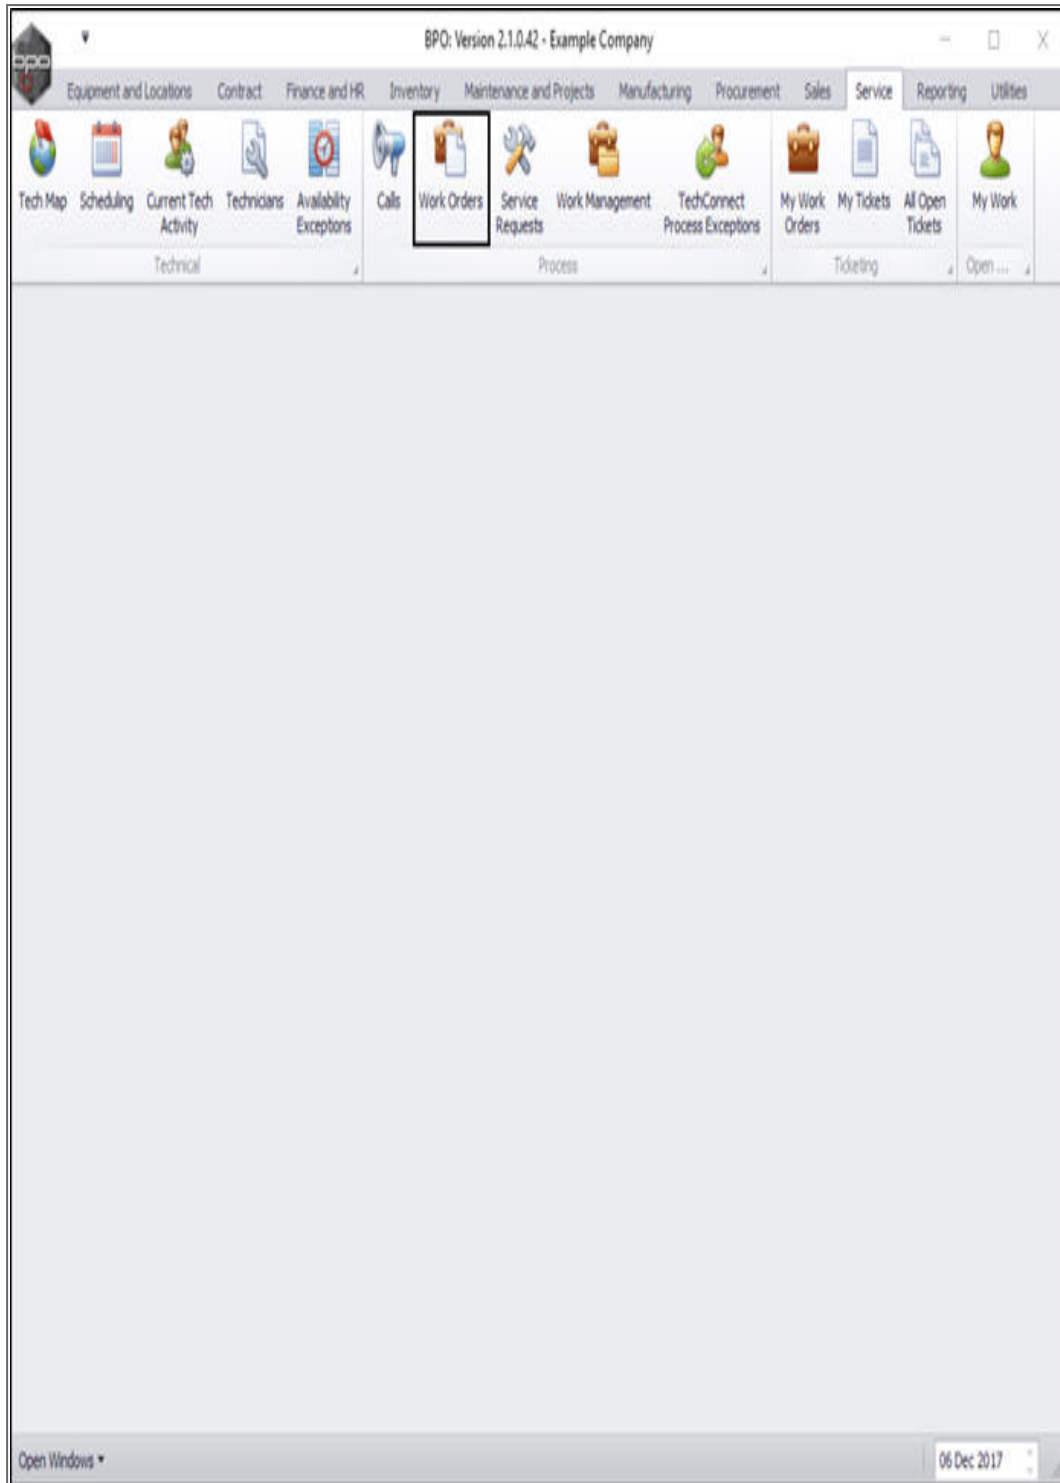 BPO: Version 2.1.0.42 - Example Company
bpo
Equipment and Locations Contract Finance and HR Inventory Maintenance and Projects Manufacturing Procurement Sales Service Reporting Utilities
Tech Map
Scheduling
Current Tech
Activity
Technicians
Availability
Exceptions
Calls
Work Orders
Service
Requests
Work Management
TechConnect
Process Exceptions
My Work
Orders
My Tickets
All Open
Tickets
My Work
Technical
Process
Ticketing
Open ...
Open Windows
06 Dec 2017